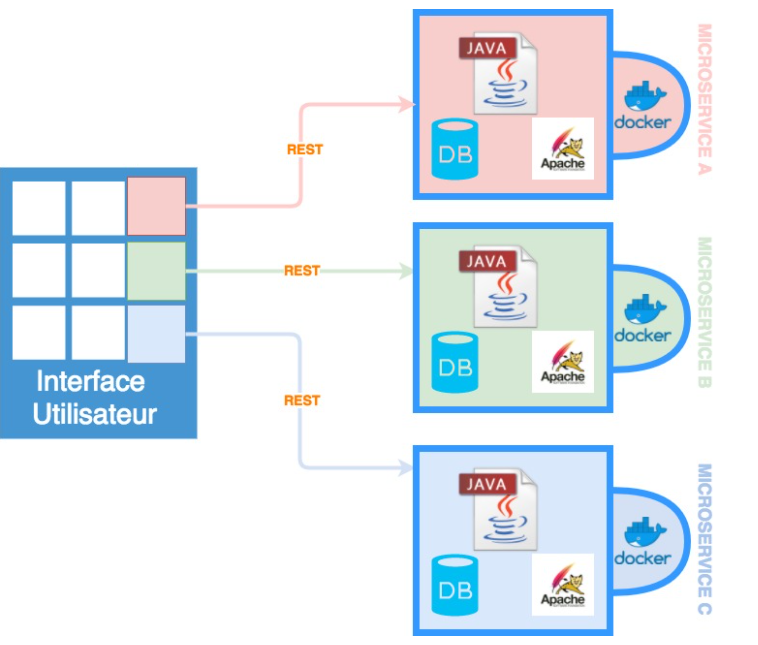 JAVA
DB
Apache
docker
MICROSERVICE A
REST
Interface
Utilisateur
REST
JAVA
DB
Apache
docker
MICROSERVICE B
REST
JAVA
DB
Apache
docker
MICROSERVICE C